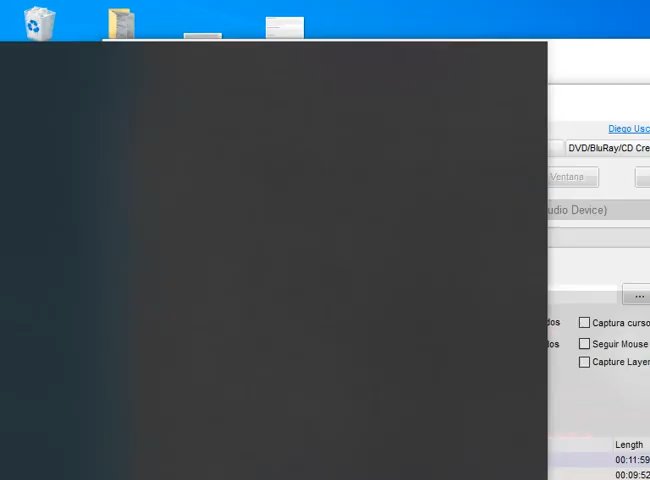 Diego Usc
DVD/BluRay/CD Cre
Ventana
udio Device)
...
dos
Captura curso
dos
Seguir Mouse
Capture Layer
Length
00:11:59
00:09:52